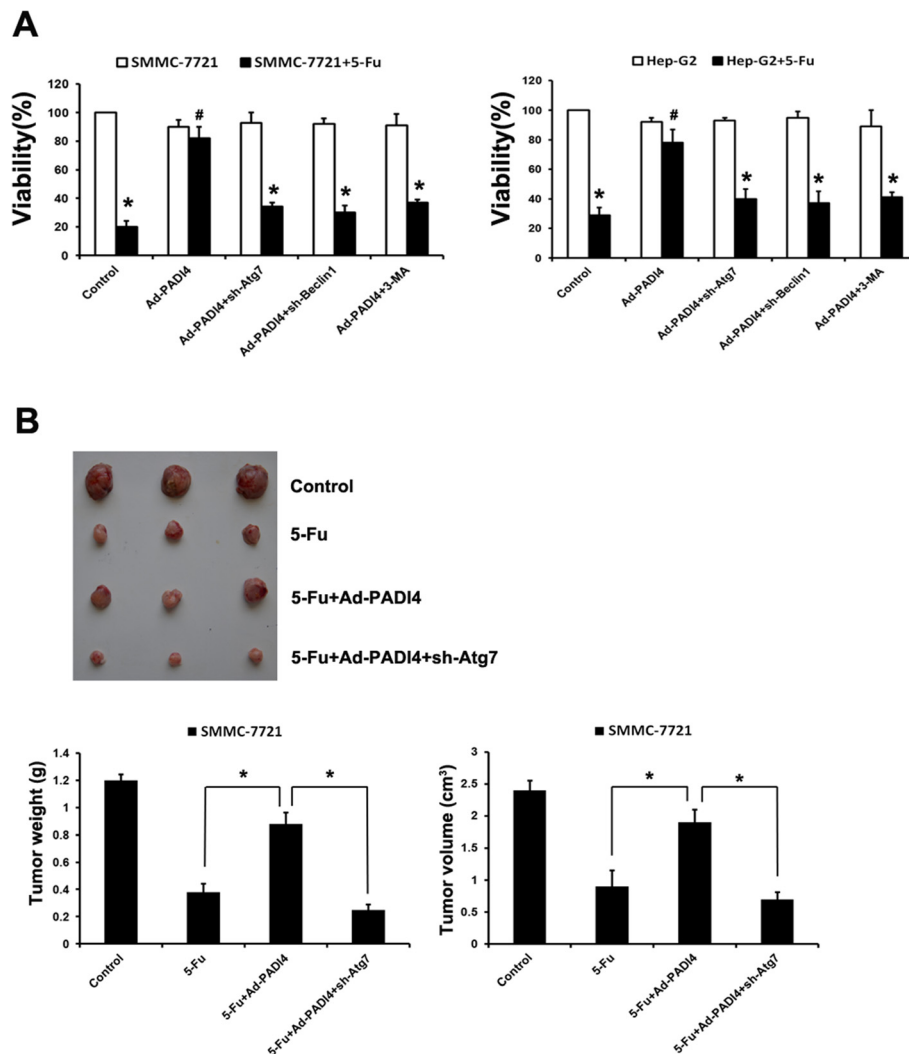 A
SMMC-7721 SMMC-7721+5-Fu
Viability(%)
120
100
80
60
40
20
0
#
* * * *
Control
Ad-PADI4
Ad-PADI4+sh-Atg7
Ad-PADI4+sh-Beclin1
Ad-PADI4+3-MA
Hep-G2 Hep-G2+5-Fu
Viability(%)
120
100
80
60
40
20
0
#
* * * *
Control
Ad-PADI4
Ad-PADI4+sh-Atg7
Ad-PADI4+sh-Beclin1
Ad-PADI4+3-MA
B
Control
5-Fu
5-Fu+Ad-PADI4
5-Fu+Ad-PADI4+sh-Atg7
SMMC-7721
Tumor weight (g)
1.4
1.2
1
0.8
0.6
0.4
0.2
0
* *
Control
5-Fu
5-Fu+Ad-PADI4
5-Fu+Ad-PADI4+sh-Atg7
SMMC-7721
Tumor volume (cm³)
3
2.5
2
1.5
1
0.5
0
* *
Control
5-Fu
5-Fu+Ad-PADI4
5-Fu+Ad-PADI4+sh-Atg7